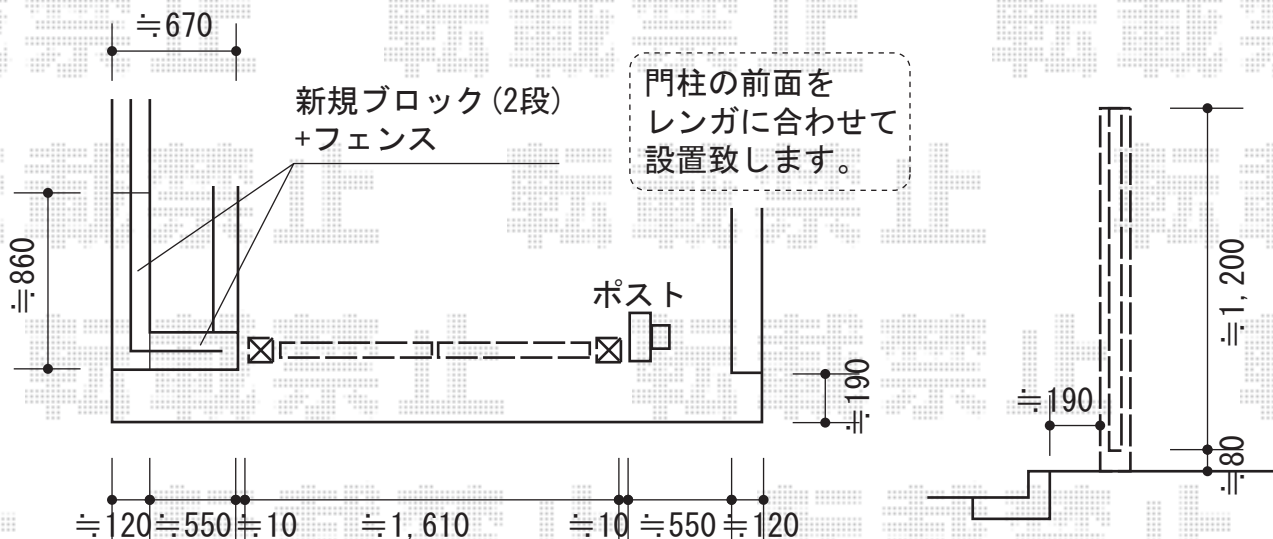 ≒670
新規ブロック(2段)
+フェンス
門柱の前面を
レンガに合わせて
設置致します。
≒860
ポスト
≒190
≒1,200
≒190
≒80
≒120 ≒550 ≒10 ≒1,610 ≒10 ≒550 ≒120